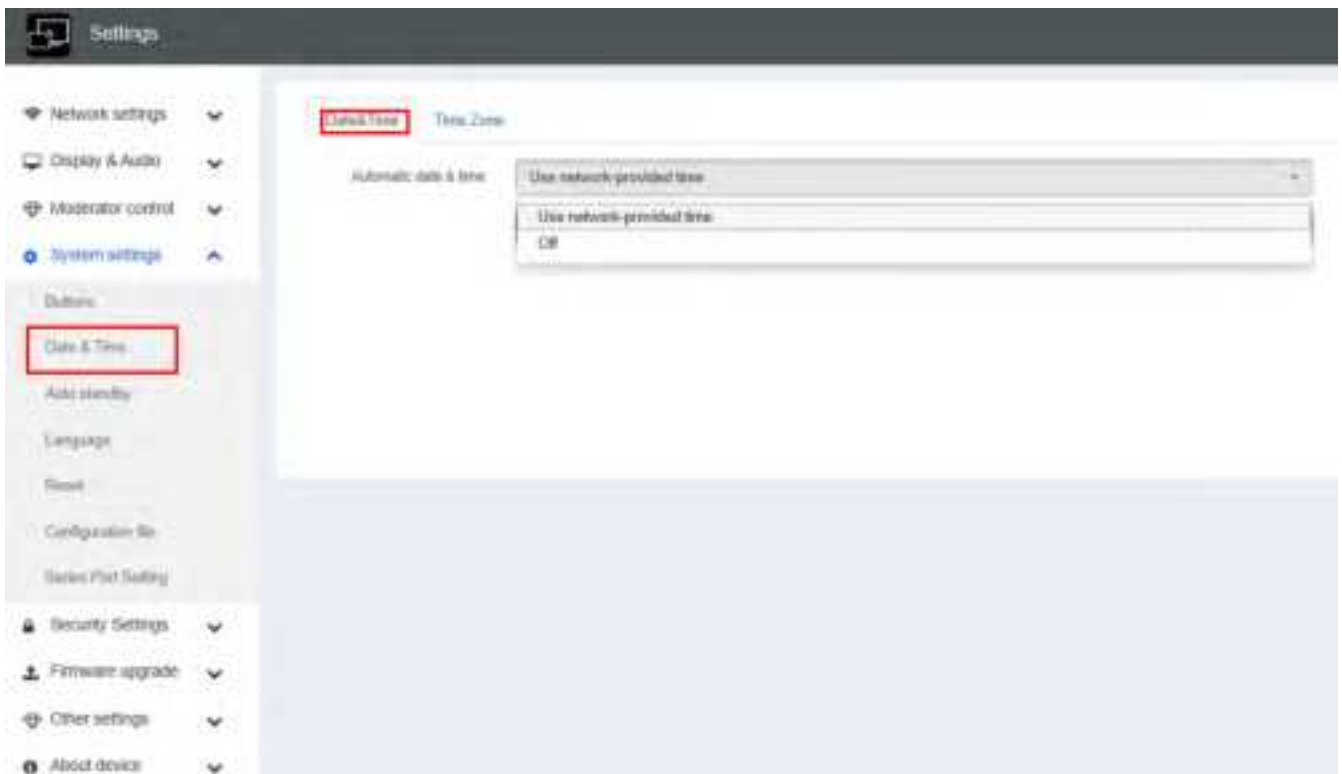 Settings
Network settings
Display & Audio
Moderator control
System settings
Buttons
Date & Time
Auto standby
Language
Reset
Configuration file
Series Port Setting
Security Settings
Firmware upgrade
Other settings
About device
Date&Time
Time Zone
Automatic date & time
Use network-provided time
Use network-provided time
Off